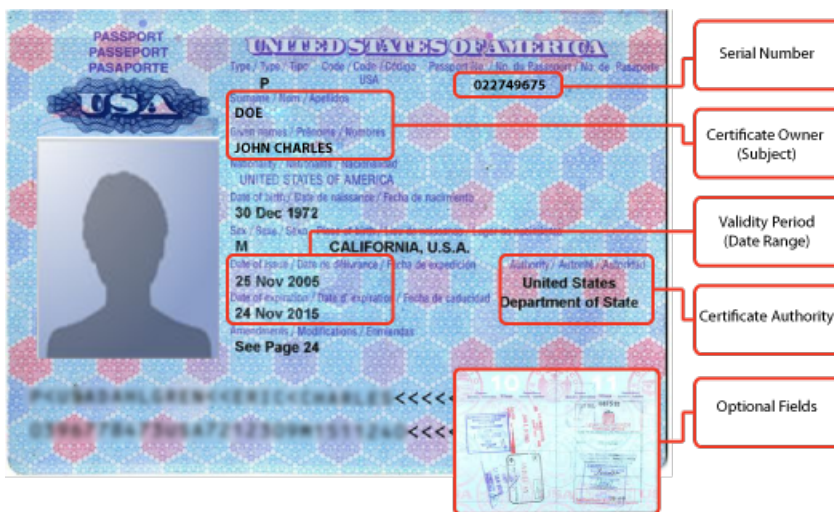 PASSPORT
PASSEPORT
PASAPORTE
USA
UNITED STATES OF AMERICA
Type / Type / Tipo Code / Code / Código Passport No. / No. de Passeport / No. de Pasaporte
P USA 022749675
Surname / Nom / Apellidos
DOE
Given names / Prénoms / Nombres
JOHN CHARLES
Nationality / Nationalité / Nacionalidad
UNITED STATES OF AMERICA
Date of birth / Date de naissance / Fecha de nacimiento
30 Dec 1972
Sex / Sexe / Sexo Place of birth / Lieu de naissance / Lugar de nacimiento
M CALIFORNIA, U.S.A.
Date of issue / Date de délivrance / Fecha de expedición Authority / Autorité / Autoridad
25 Nov 2005 United States
Date of expiration / Date d' expiration / Fecha de caducidad Department of State
24 Nov 2015
Amendments / Modifications / Enmiendas
See Page 24
<<<<
<<<<
10 11
Serial Number
Certificate Owner
(Subject)
Validity Period
(Date Range)
Certificate Authority
Optional Fields